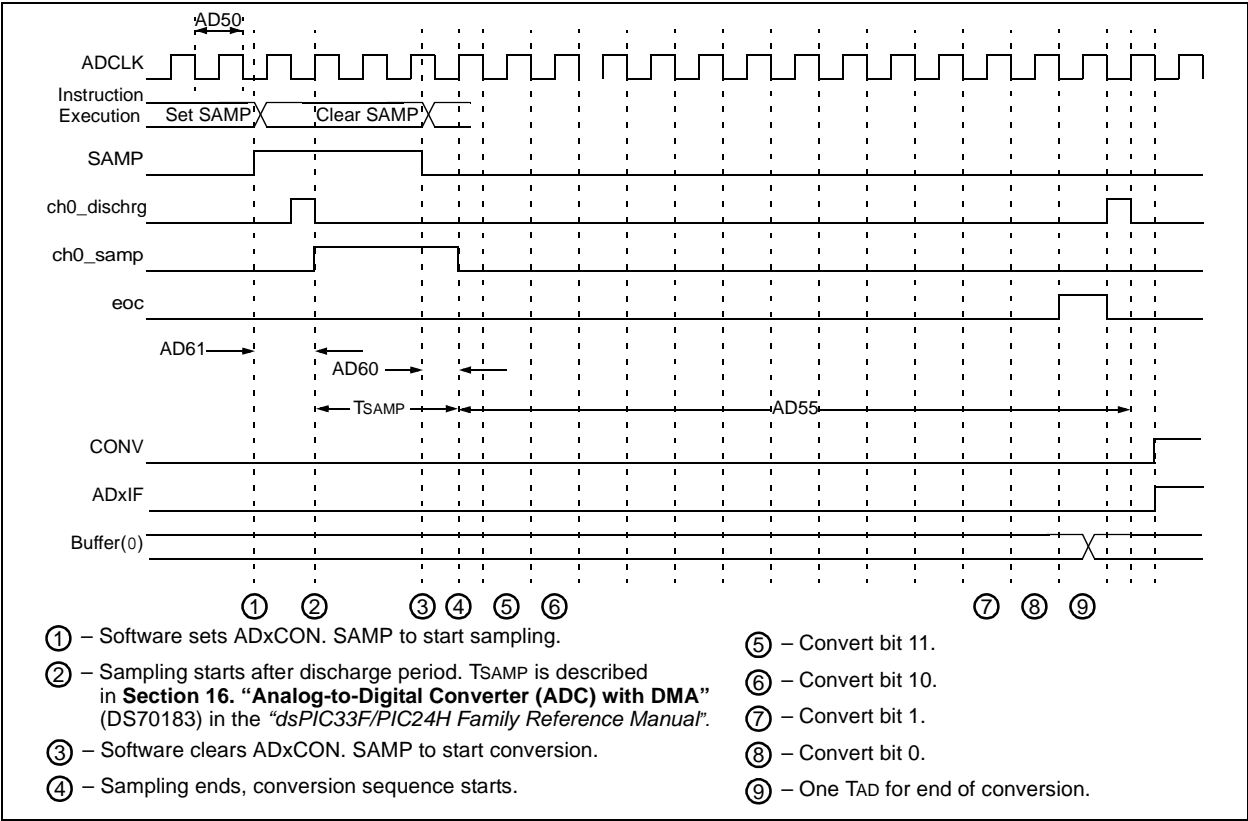 AD50
ADCLK
Instruction
Execution
Set SAMP
Clear SAMP
SAMP
ch0_dischrg
ch0_samp
eoc
AD61
AD60
TSAMP
AD55
CONV
ADxIF
Buffer(0)
1 2 3 4 5 6 7 8 9
1 – Software sets ADxCON. SAMP to start sampling.
2 – Sampling starts after discharge period. TSAMP is described
in Section 16. “Analog-to-Digital Converter (ADC) with DMA”
(DS70183) in the “dsPIC33F/PIC24H Family Reference Manual”.
3 – Software clears ADxCON. SAMP to start conversion.
4 – Sampling ends, conversion sequence starts.
5 – Convert bit 11.
6 – Convert bit 10.
7 – Convert bit 1.
8 – Convert bit 0.
9 – One TAD for end of conversion.